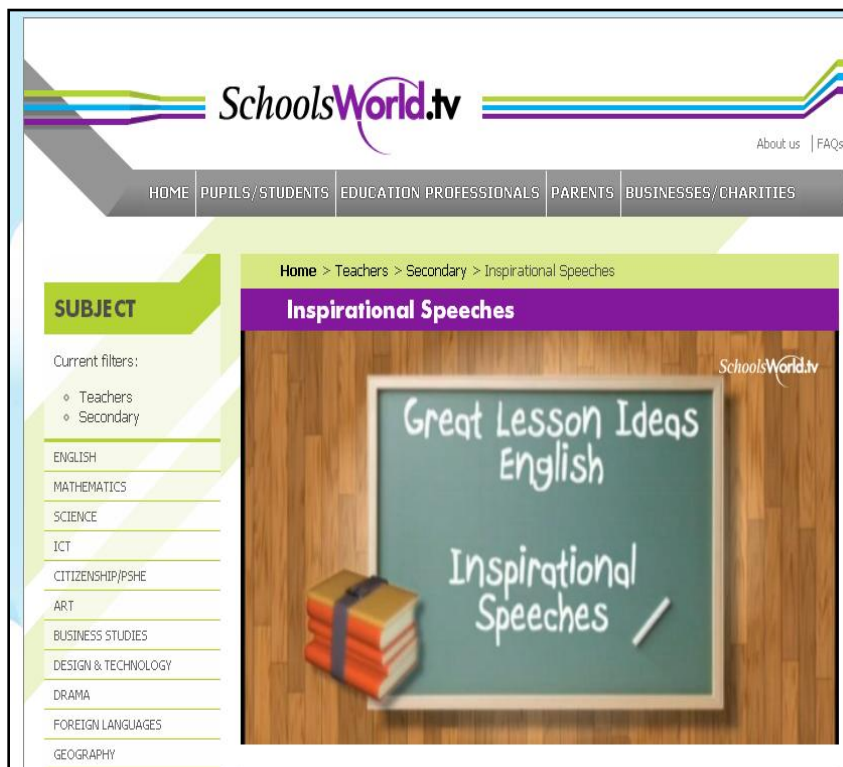 SchoolsWorld.tv
About us | FAQs
HOME PUPILS/STUDENTS EDUCATION PROFESSIONALS PARENTS BUSINESSES/CHARITIES
Home > Teachers > Secondary > Inspirational Speeches
SUBJECT
Current filters:
Teachers
Secondary
ENGLISH
MATHEMATICS
SCIENCE
ICT
CITIZENSHIP/PSHE
ART
BUSINESS STUDIES
DESIGN & TECHNOLOGY
DRAMA
FOREIGN LANGUAGES
GEOGRAPHY
Inspirational Speeches
SchoolsWorld.tv
Great Lesson Ideas
English
Inspirational
Speeches